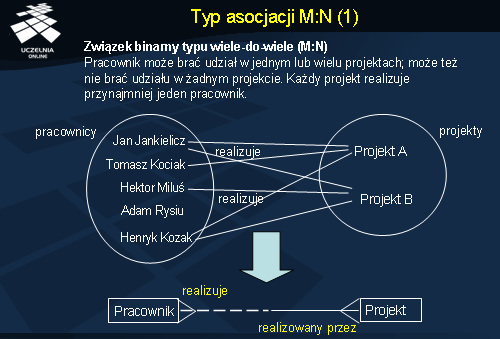 Typ asocjacji M:N (1)
UCZELNIA
ONLINE
Związek binarny typu wiele-do-wiele (M:N)
Pracownik może brać udział w jednym lub wielu projektach; może też
nie brać udziału w żadnym projekcie. Każdy projekt realizuje
przynajmniej jeden pracownik.
pracownicy
projekty
Jan Jankielicz
realizuje
Projekt A
Tomasz Kociak
Hektor Miluś
realizuje
Projekt B
Adam Rysiu
Henryk Kozak
realizuje
Pracownik
Projekt
realizowany przez